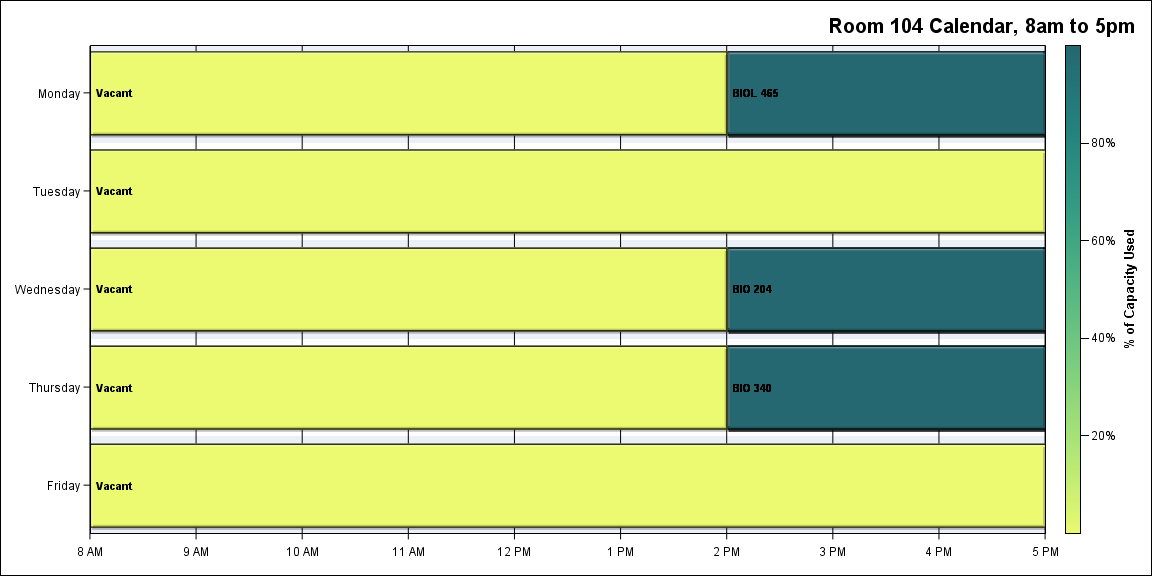 Room 104 Calendar, 8am to 5pm
Monday
Vacant
BIOL 465
Tuesday
Vacant
Wednesday
Vacant
BIO 204
Thursday
Vacant
BIO 340
Friday
Vacant
8 AM
9 AM
10 AM
11 AM
12 PM
1 PM
2 PM
3 PM
4 PM
5 PM
80%
60%
40%
20%
% of Capacity Used